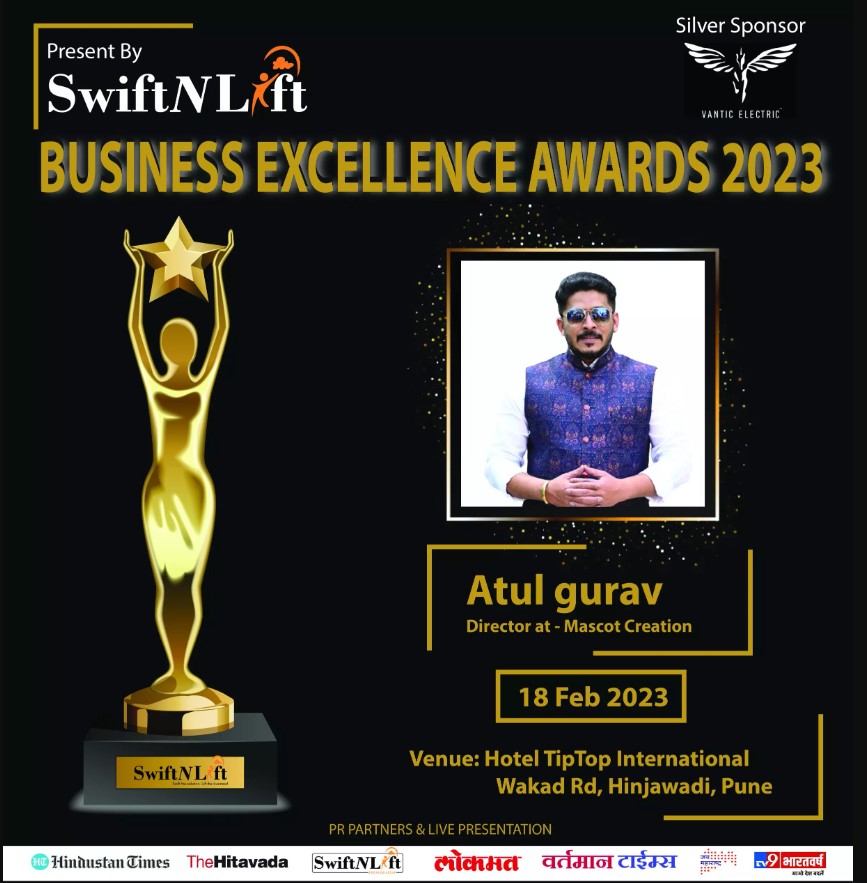 Present By
SwiftNLift
Silver Sponsor
VANTIC ELECTRIC
BUSINESS EXCELLENCE AWARDS 2023
Atul gurav
Director at - Mascot Creation
18 Feb 2023
Venue: Hotel TipTop International
Wakad Rd, Hinjawadi, Pune
SwiftNLift
PR PARTNERS & LIVE PRESENTATION
HT Hindustan Times
TheHitavada
SwiftNLift
लोकमत
वर्तमान टाईम्स
जय महाराष्ट्र
TV9 भारतवर्ष